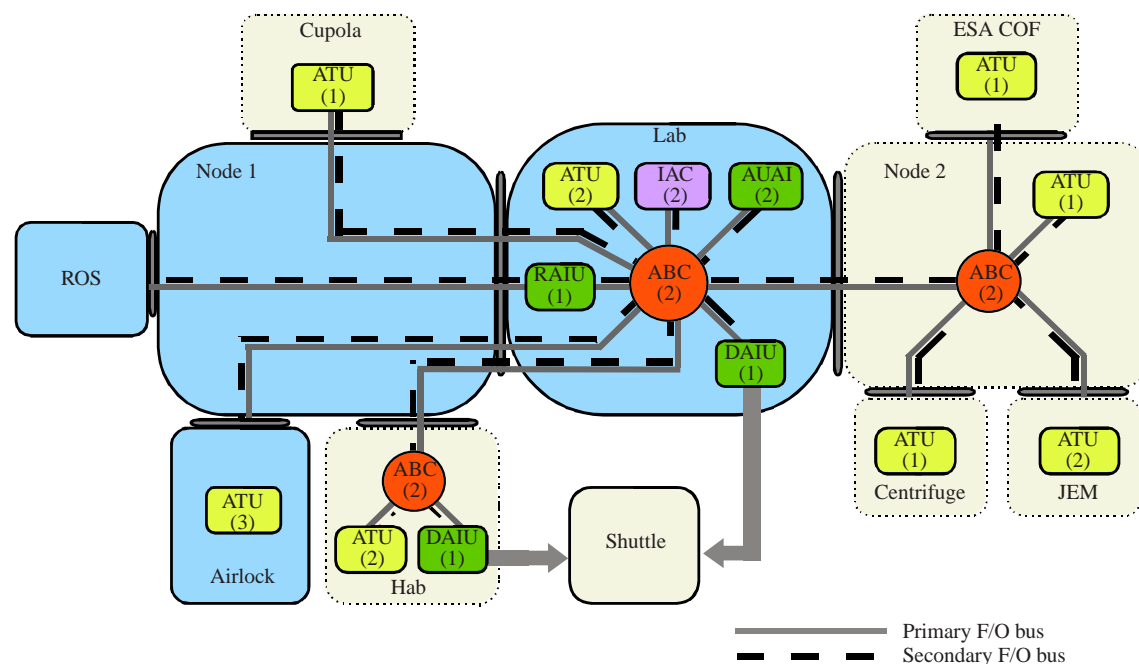 Cupola
ATU
(1)
ESA COF
ATU
(1)
Node 1
Lab
Node 2
ATU
(2)
IAC
(2)
AUAI
(2)
ATU
(1)
ROS
RAIU
(1)
ABC
(2)
ABC
(2)
DAIU
(1)
ATU
(3)
Airlock
ABC
(2)
ATU
(2)
DAIU
(1)
Hab
Shuttle
ATU
(1)
Centrifuge
ATU
(2)
JEM
Primary F/O bus
Secondary F/O bus